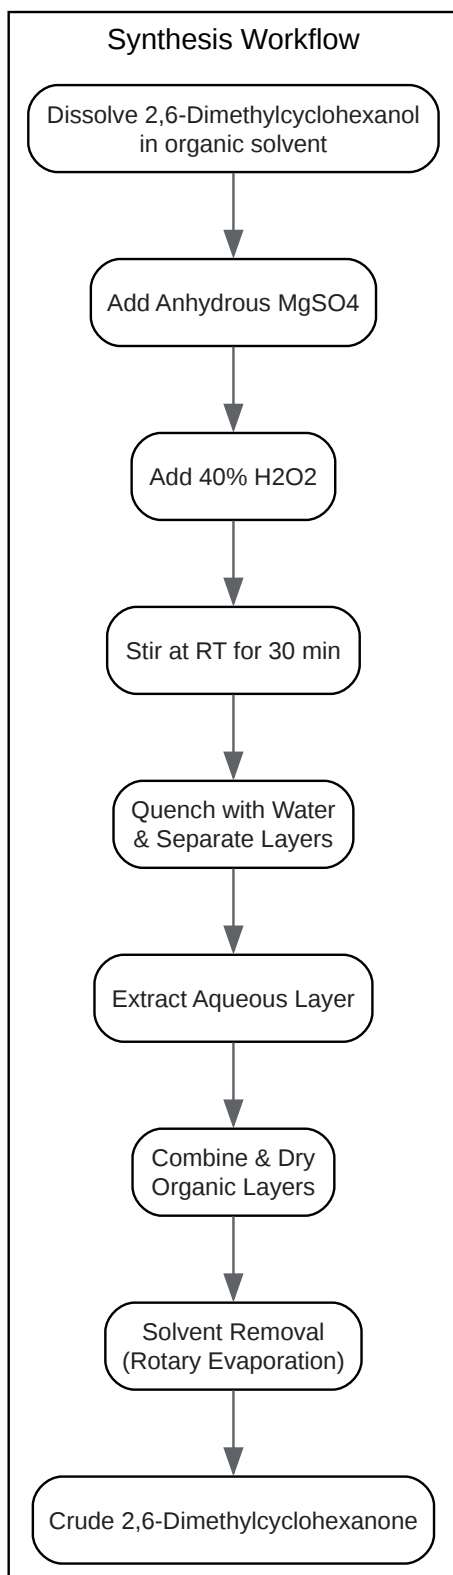 Synthesis Workflow
Dissolve 2,6-Dimethylcyclohexanol
in organic solvent
Add Anhydrous MgSO4
Add 40% H2O2
Stir at RT for 30 min
Quench with Water
& Separate Layers
Extract Aqueous Layer
Combine & Dry
Organic Layers
Solvent Removal
(Rotary Evaporation)
Crude 2,6-Dimethylcyclohexanone